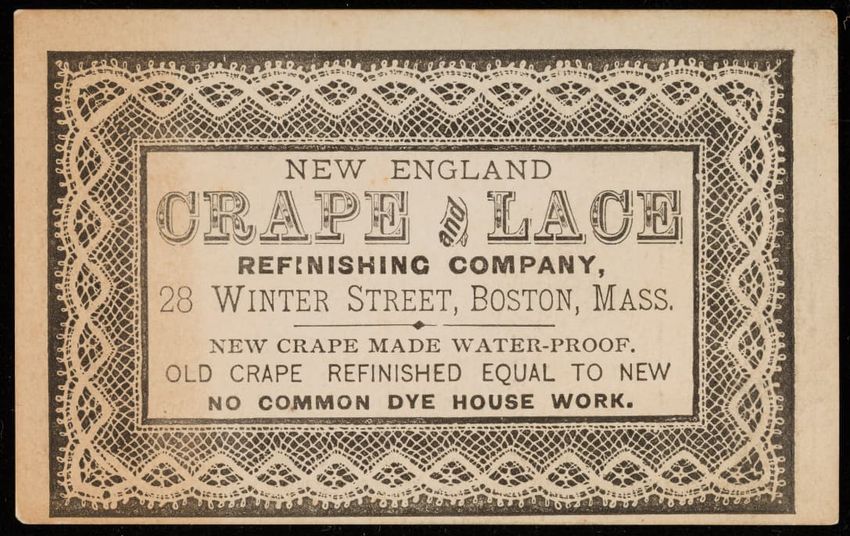 NEW ENGLAND
CRAPE and LACE
REFINISHING COMPANY,
28 WINTER STREET, BOSTON, MASS.
NEW CRAPE MADE WATER-PROOF.
OLD CRAPE REFINISHED EQUAL TO NEW
NO COMMON DYE HOUSE WORK.